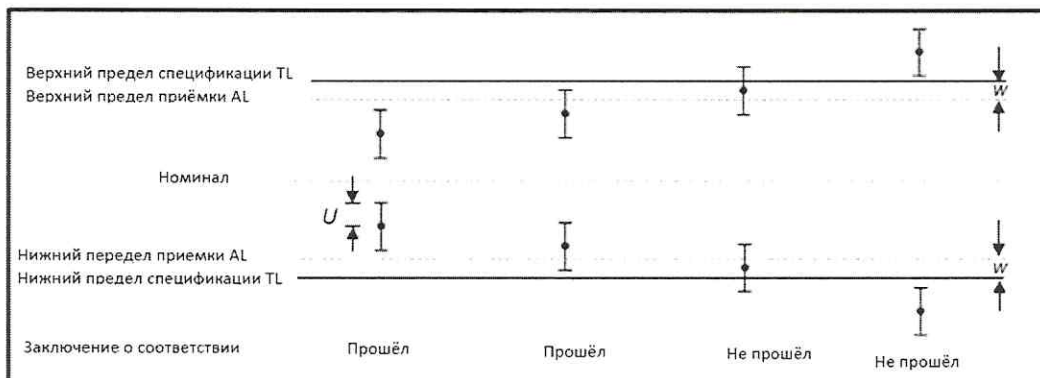 Верхний предел спецификации TL
Верхний предел приёмки AL
w
Номинал
U
Нижний передел приемки AL
Нижний предел спецификации TL
w
Заключение о соответствии Прошёл Прошёл Не прошёл Не прошёл